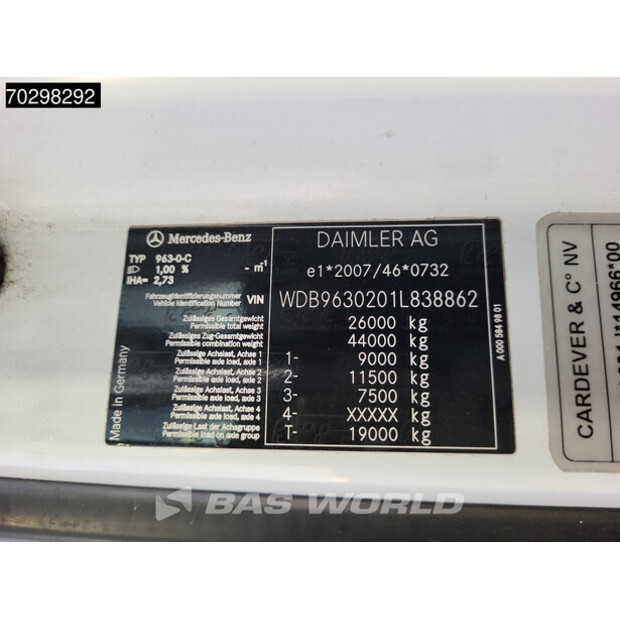 70298292
Mercedes-Benz
DAIMLER AG
TYP 963-0-C
1,00 % - m⁻¹
IHA= 2,73
e1*2007/46*0732
Fahrzeugidentifizierungsnummer
Vehicle identification number VIN WDB9630201L838862
Zulässiges Gesamtgewicht
Permissible total weight 26000 kg
Zulässiges Zug-Gesamtgewicht
Permissible combination weight 44000 kg
Zulässige Achslast, Achse 1
Permissible axle load, axle 1 1- 9000 kg
Zulässige Achslast, Achse 2
Permissible axle load, axle 2 2- 11500 kg
Zulässige Achslast, Achse 3
Permissible axle load, axle 3 3- 7500 kg
Zulässige Achslast, Achse 4
Permissible axle load, axle 4 4- XXXXX kg
Zulässige Last der Achsgruppe
Permissible load on axle group T- 19000 kg
Made in Germany
A 000 584 98 01
CARDEVER & C° NV
BAS WORLD